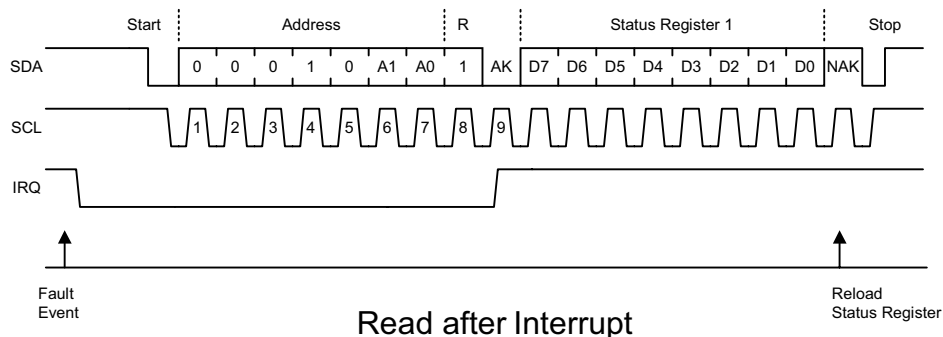 Start Address R Status Register 1 Stop
SDA 0 0 0 1 0 A1 A0 1 AK D7 D6 D5 D4 D3 D2 D1 D0 NAK
SCL 1 2 3 4 5 6 7 8 9
IRQ
Fault
Event
Reload
Status Register
Read after Interrupt